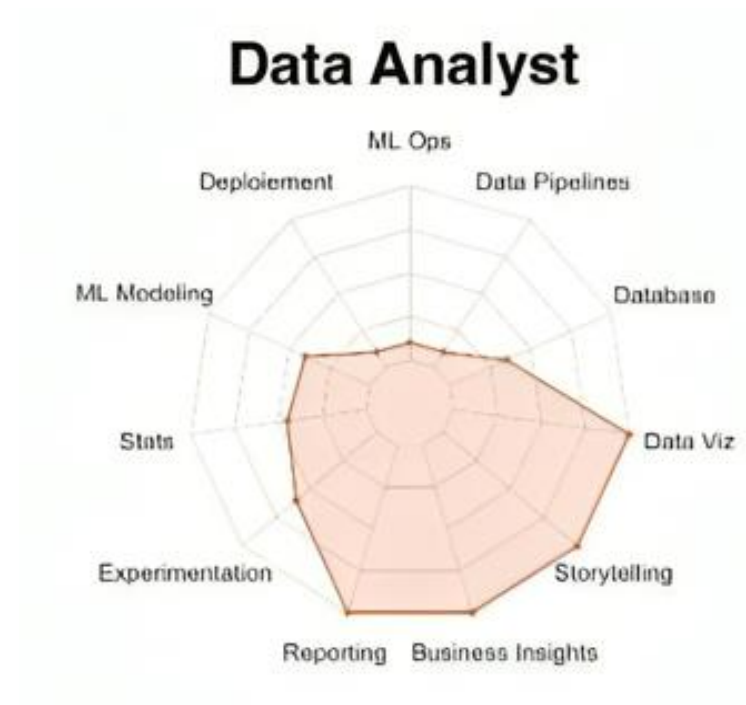 Data Analyst
ML Ops
Deploiement
Data Pipelines
ML Modeling
Database
Stats
Data Viz
Experimentation
Storytelling
Reporting
Business Insights